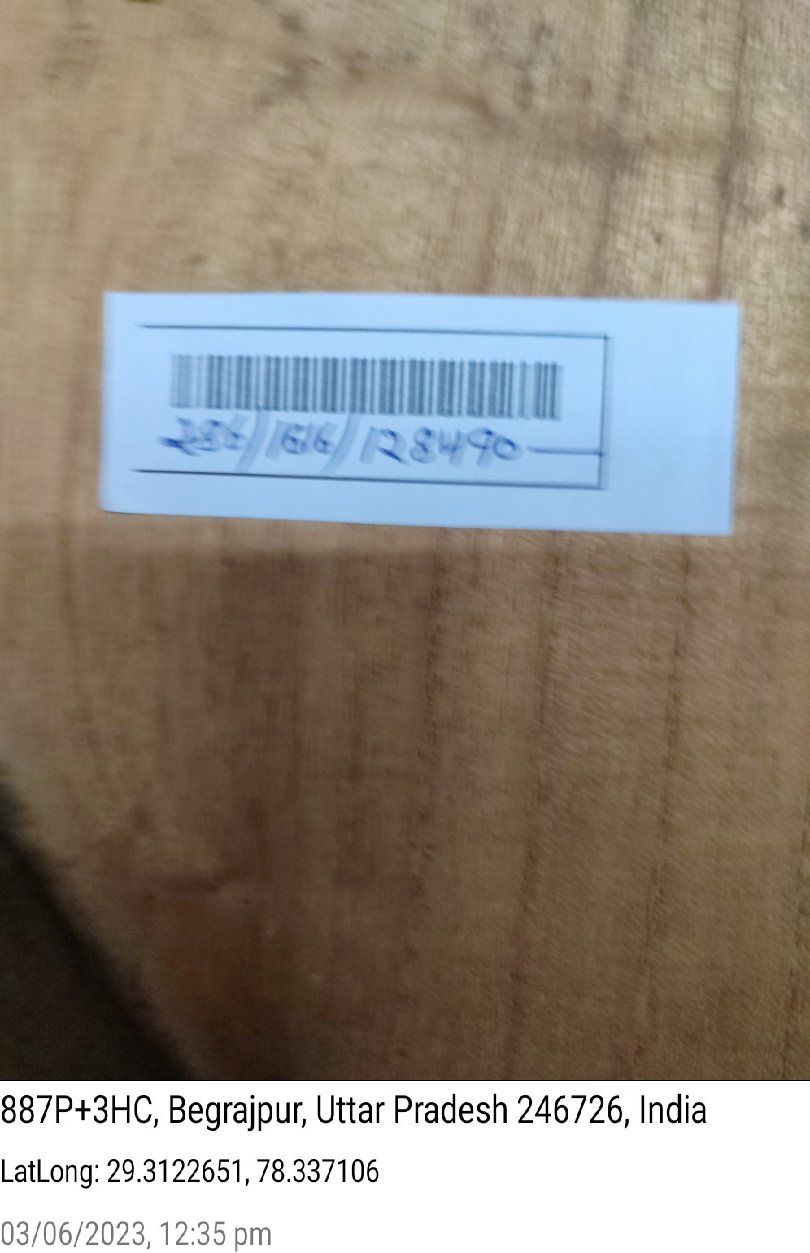 286/1616/128490
887P+3HC, Begrajpur, Uttar Pradesh 246726, India
LatLong: 29.3122651, 78.337106
03/06/2023, 12:35 pm